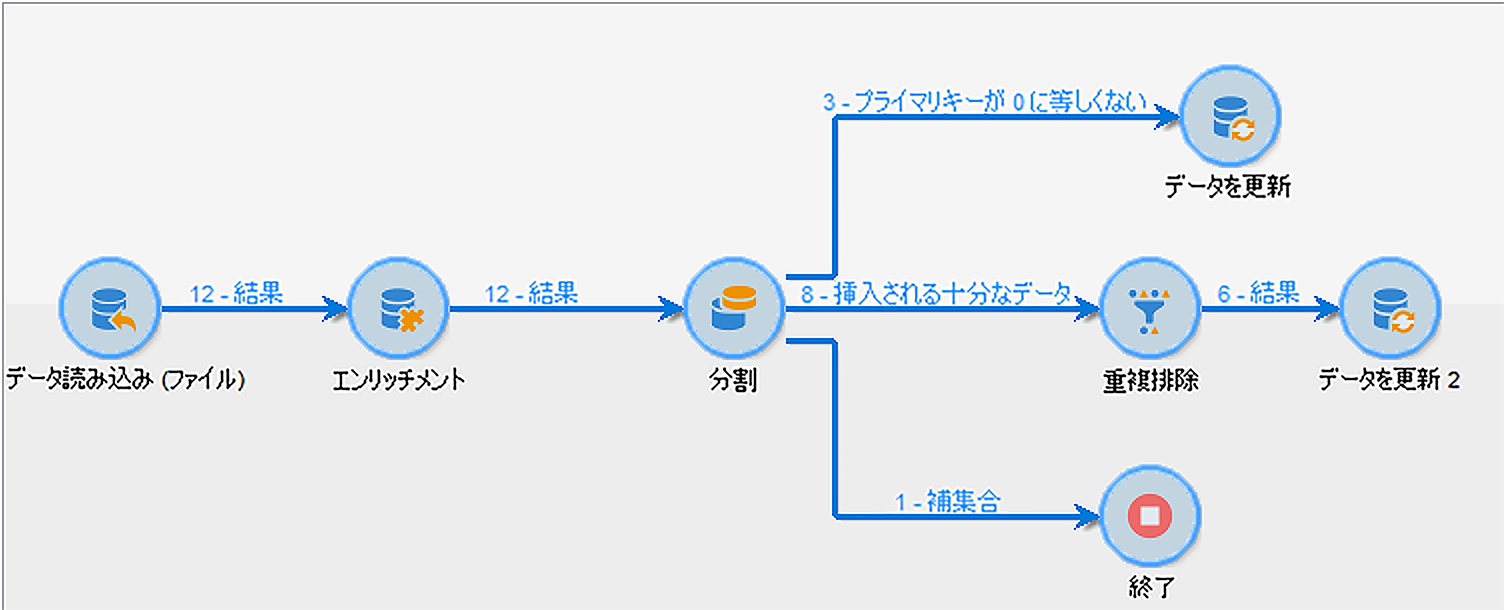 3 - プライマリキーが 0 に等しくない
データを更新
12 - 結果
12 - 結果
8 - 挿入される十分なデータ
6 - 結果
データ読み込み (ファイル)
エンリッチメント
分割
重複排除
データを更新 2
1 - 補集合
終了